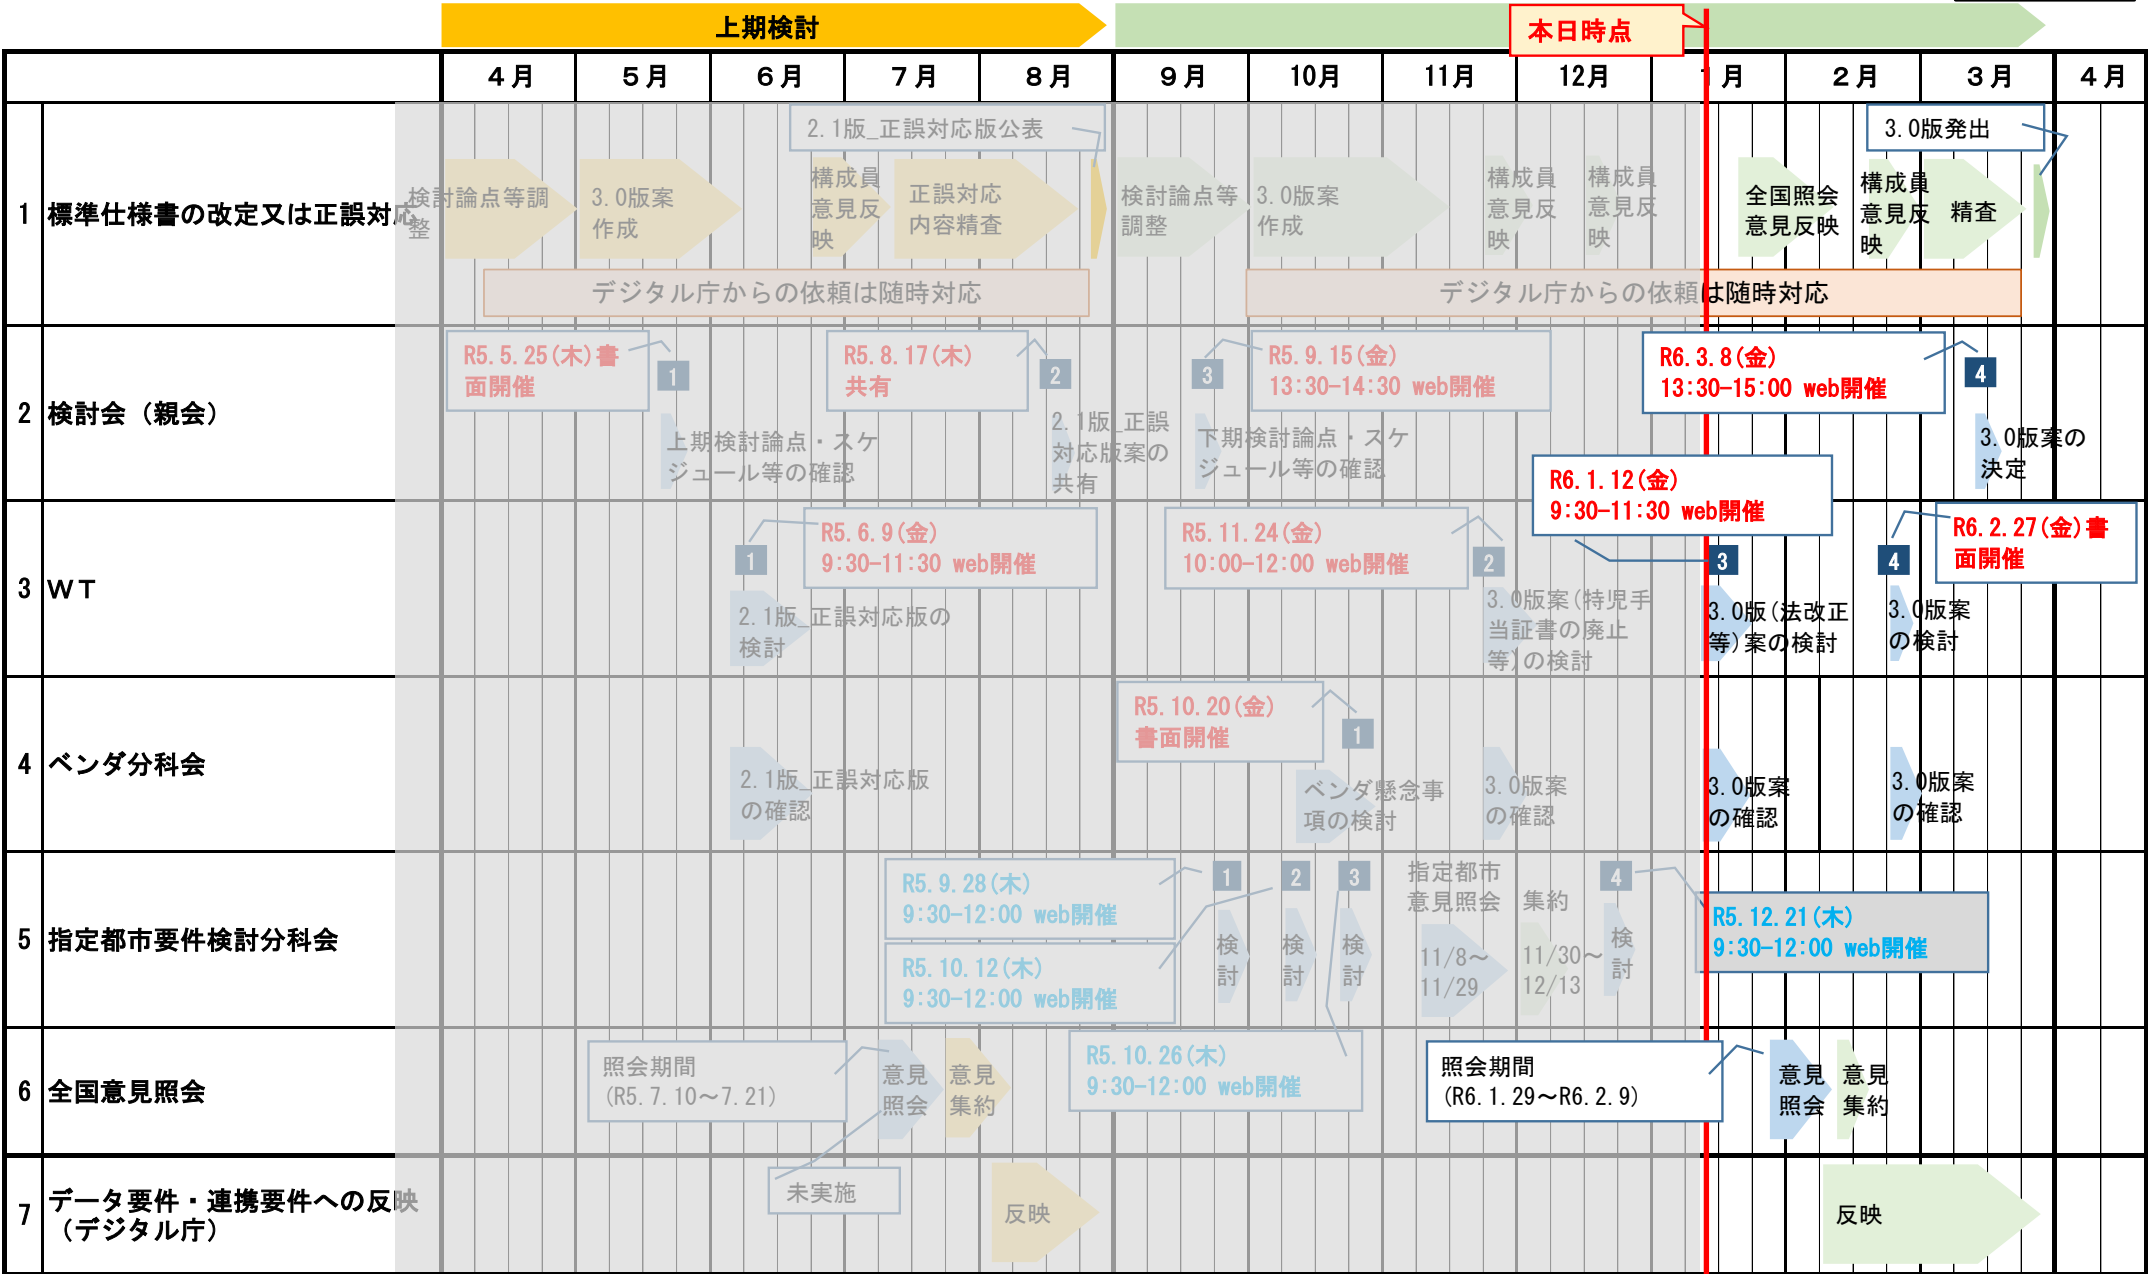 上期検討
本日時点
4月
5月
6月
7月
8月
9月
10月
11月
12月
1月
2月
3月
4月
1
標準仕様書の改定又は正誤対応
検討論点等調
整
3.0版案
作成
2.1版_正誤対応版公表
構成員
意見反
映
正誤対応
内容精査
検討論点等
調整
3.0版案
作成
構成員
意見反
映
構成員
意見反
映
全国照会
意見反映
構成員
意見反
映
精査
3.0版発出
デジタル庁からの依頼は随時対応
デジタル庁からの依頼は随時対応
2
検討会（親会）
R5.5.25(木)書
面開催
1
上期検討論点・スケ
ジュール等の確認
R5.8.17(木)
共有
2
2.1版_正誤
対応版案の
共有
3
R5.9.15(金)
13:30-14:30 web開催
下期検討論点・スケ
ジュール等の確認
R6.3.8(金)
13:30-15:00 web開催
4
3.0版案の
決定
3
ＷＴ
1
R5.6.9(金)
9:30-11:30 web開催
2.1版_正誤対応版の
検討
R5.11.24(金)
10:00-12:00 web開催
2
3.0版案(特児手
当証書の廃止
等)の検討
R6.1.12(金)
9:30-11:30 web開催
3
3.0版(法改正
等)案の検討
4
R6.2.27(金)書
面開催
3.0版案
の検討
4
ベンダ分科会
2.1版_正誤対応版
の確認
R5.10.20(金)
書面開催
1
ベンダ懸念事
項の検討
3.0版案
の確認
3.0版案
の確認
3.0版案
の確認
5
指定都市要件検討分科会
R5.9.28(木)
9:30-12:00 web開催
R5.10.12(木)
9:30-12:00 web開催
1
検
討
2
検
討
3
検
討
指定都市
意見照会
11/8～
11/29
集約
11/30～
12/13
4
検
討
R5.12.21(木)
9:30-12:00 web開催
6
全国意見照会
照会期間
(R5.7.10～7.21)
意見
照会
意見
集約
R5.10.26(木)
9:30-12:00 web開催
照会期間
(R6.1.29～R6.2.9)
意見
照会
意見
集約
7
データ要件・連携要件への反映
（デジタル庁）
未実施
反映
反映